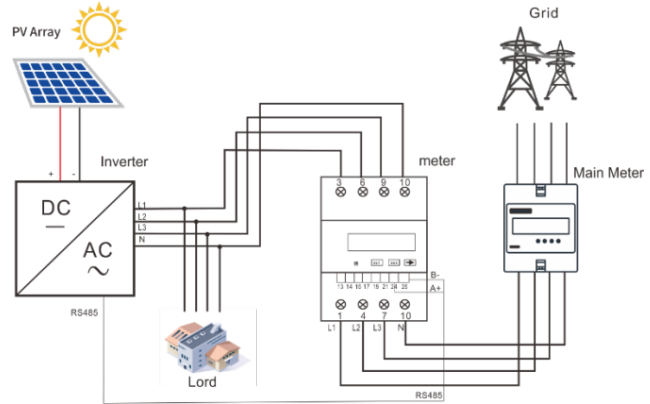 Grid
PV Array
Inverter
meter
Main Meter
+ -
3 6 9 10
DC
AC
L1
L2
L3
N
B-
A+
13 14 16 17 18 21 24 25
RS485
1 4 7 10
L1 L2 L3 N
Lord
RS485